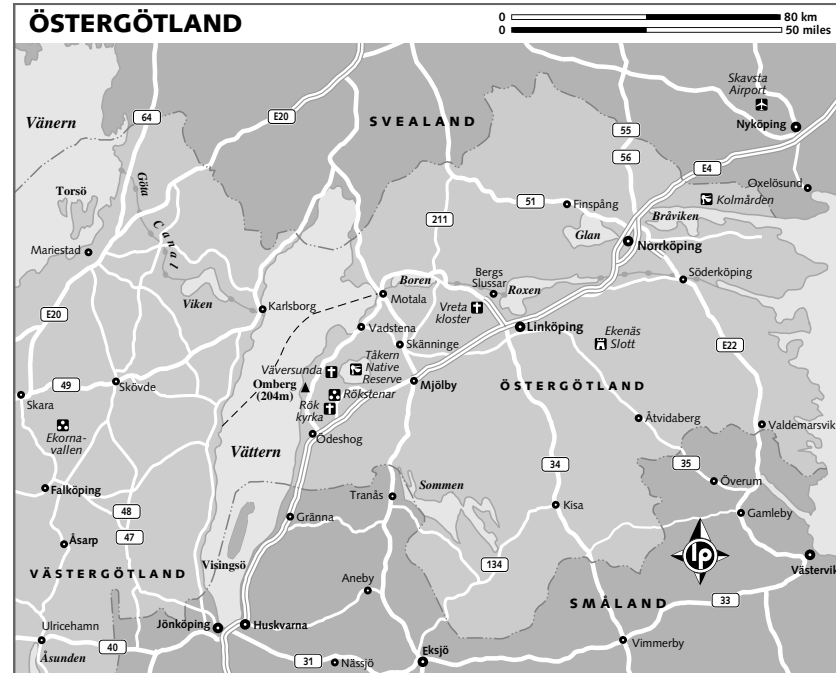 ÖSTERGÖTLAND
0 80 km
0 50 miles
Skavsta
Airport
Nyköping
Vänern
64
E20
SVEALAND
55
56
E4
Oxelösund
Torsö
Göta
Canal
211
51
Finspång
Kolmården
Bråviken
Glan
Norrköping
Mariestad
Viken
Karlsborg
Boren
Motala
Bergs
Slussar
Roxen
Söderköping
E20
Vadstena
Vreta
kloster
Linköping
Ekenäs
Slott
E22
Skänninge
Väversunda
Tåkern
Native
Reserve
Omberg
(204m)
Rökstenar
Mjölby
ÖSTERGÖTLAND
49
Skövde
Skara
Rök
kyrka
Ekorna-
vallen
Ödeshog
Åtvidaberg
Valdemarsvik
Vättern
34
35
Falköping
Sommen
Tranås
Överum
48
Gränna
Kisa
Gamleby
47
Åsarp
lp
Visingsö
134
Västervik
VÄSTERGÖTLAND
Aneby
SMÅLAND
33
Ulricehamn
Jönköping
Huskvarna
Vimmerby
40
Åsunden
31
Nässjö
Eksjö